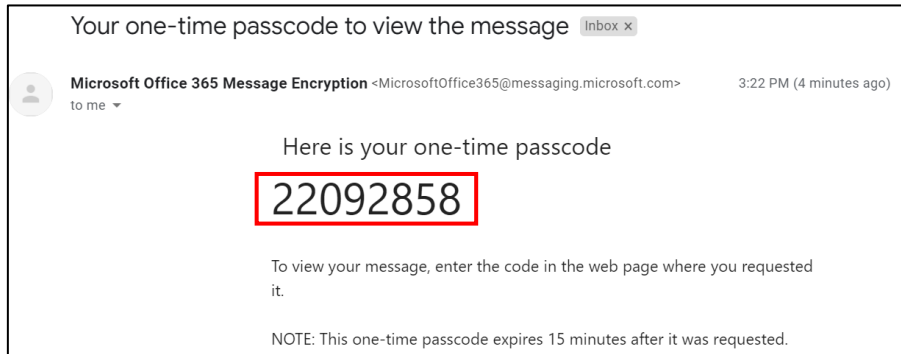 Your one-time passcode to view the message Inbox x
Microsoft Office 365 Message Encryption <MicrosoftOffice365@messaging.microsoft.com> 3:22 PM (4 minutes ago)
to me
Here is your one-time passcode
22092858
To view your message, enter the code in the web page where you requested
it.
NOTE: This one-time passcode expires 15 minutes after it was requested.